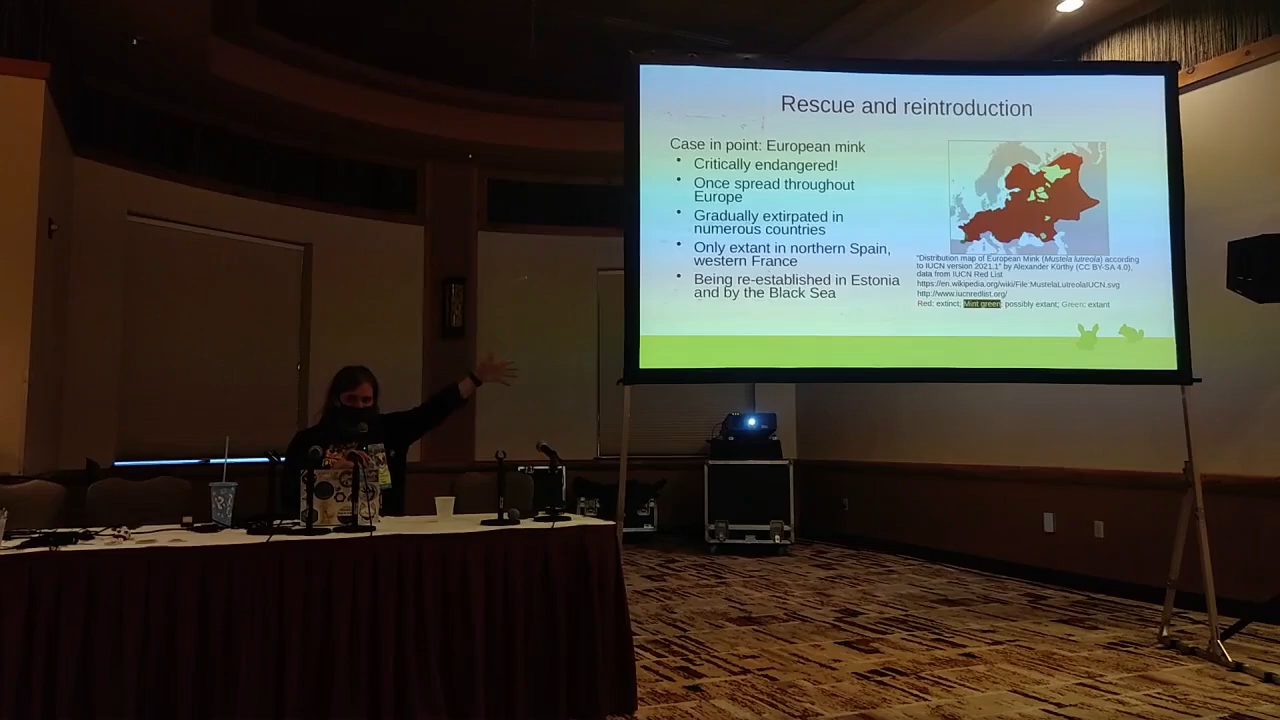 Rescue and reintroduction
Case in point: European mink
• Critically endangered!
• Once spread throughout
Europe
• Gradually extirpated in
numerous countries
• Only extant in northern Spain,
western France
• Being re-established in Estonia
and by the Black Sea
"Distribution map of European Mink (Mustela lutreola) according
to IUCN version 2021.1" by Alexander Kürthy (CC BY-SA 4.0),
data from IUCN Red List
https://en.wikipedia.org/wiki/File:MustelaLutreolaIUCN.svg
http://www.iucnredlist.org/
Red: extinct; Mint green: possibly extant; Green: extant